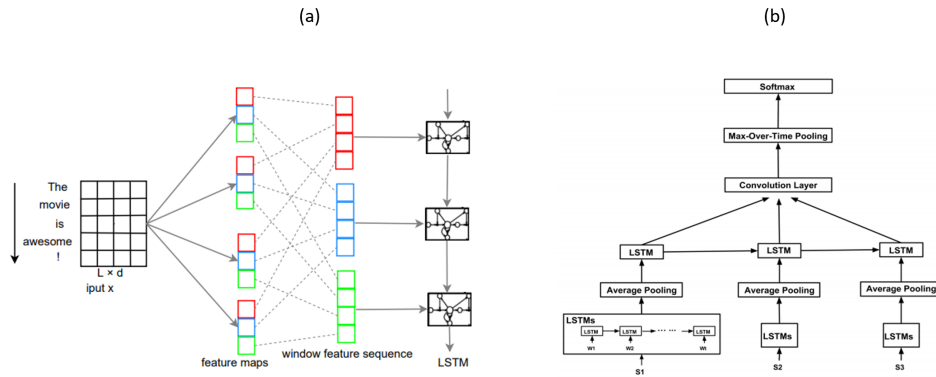 (a)
The
movie
is
awesome
!
L × d
iput x
feature maps
window feature sequence
LSTM
(b)
Softmax
Max-Over-Time Pooling
Convolution Layer
LSTM
LSTM
LSTM
Average Pooling
Average Pooling
Average Pooling
LSTMs
LSTM
LSTM
... ...
LSTM
W1
W2
Wt
LSTMs
LSTMs
S1
S2
S3